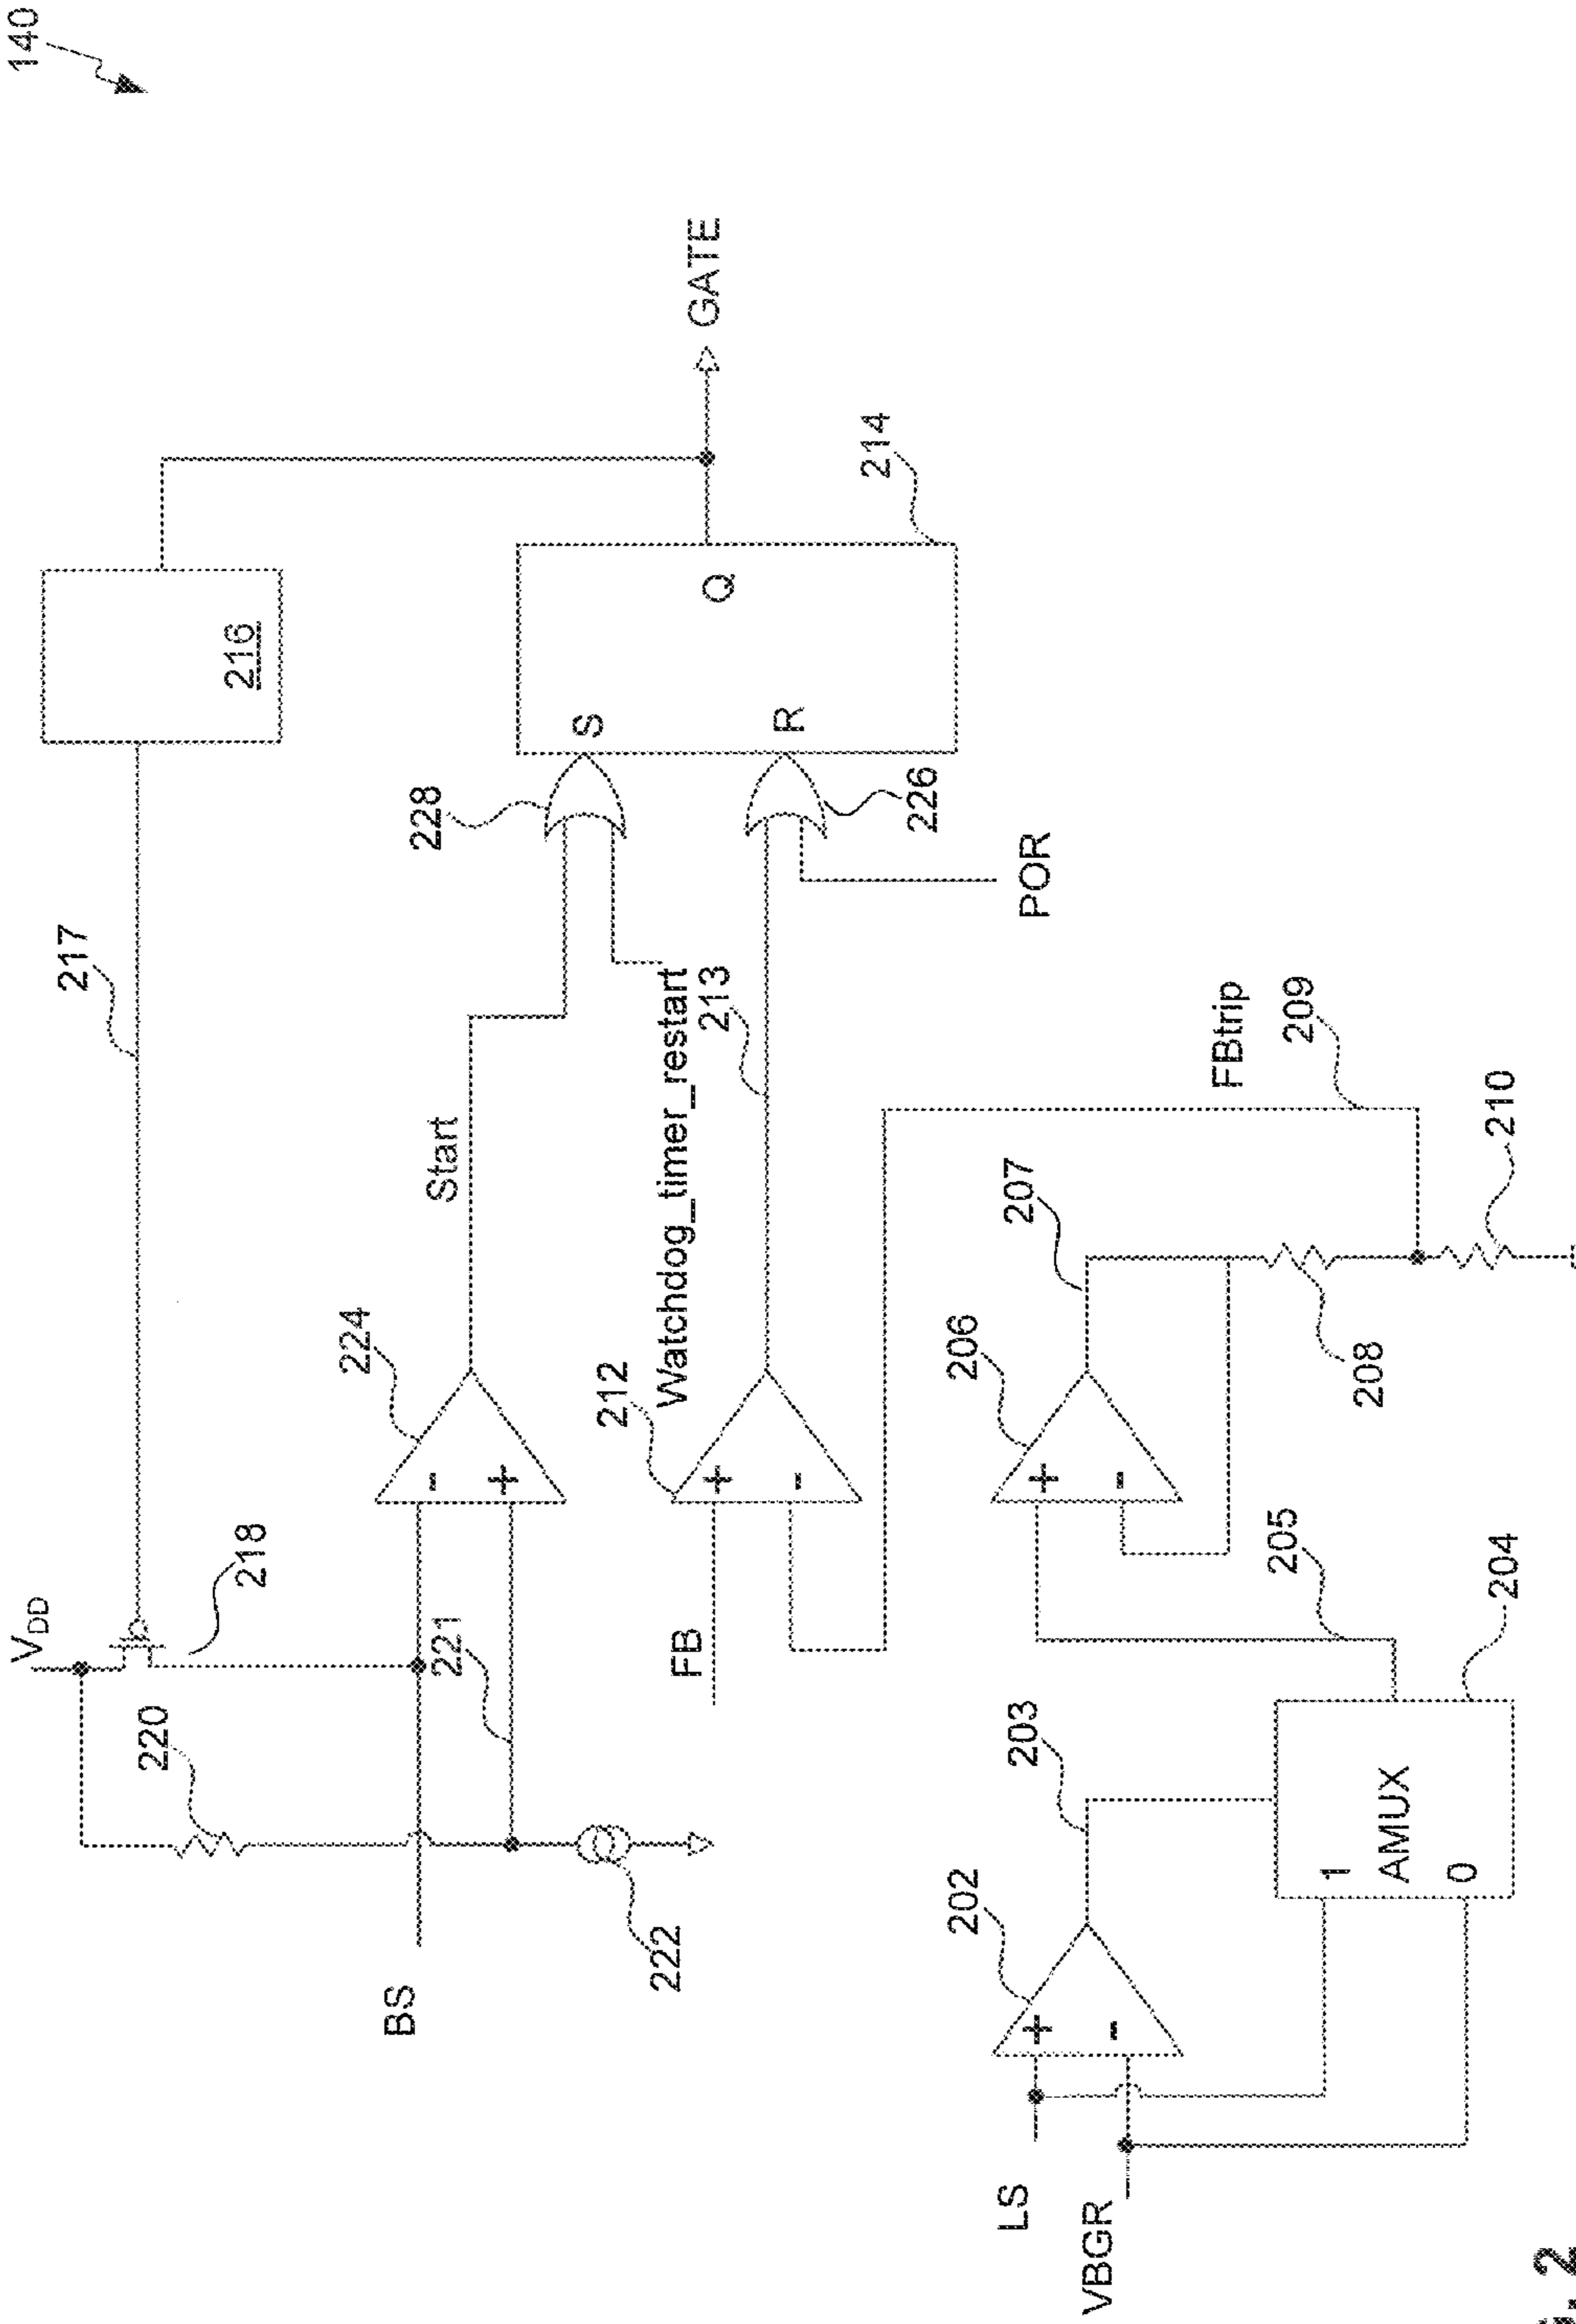 140
217
216
V_DD
218
220
224
Start
228
S
Q
GATE
BS
221
-
+
222
Watchdog_timer_restart
212
213
R
226
214
FB
+
-
POR
FBtrip
209
202
203
206
207
LS
+
-
VBGR
+
-
205
208
210
1
AMUX
0
204
. 2